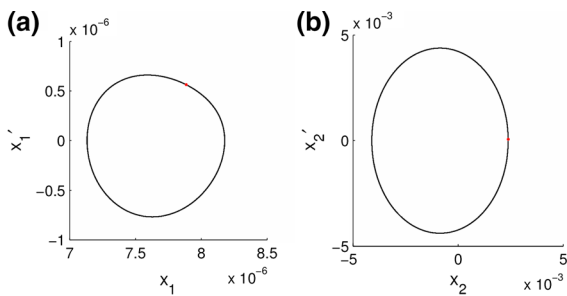 (a)
x 10⁻⁶
1
0.5
0
−0.5
−1
x₁′
7
7.5
8
8.5
x₁
x 10⁻⁶
(b)
x 10⁻³
5
0
−5
x₂′
−5
0
5
x₂
x 10⁻³